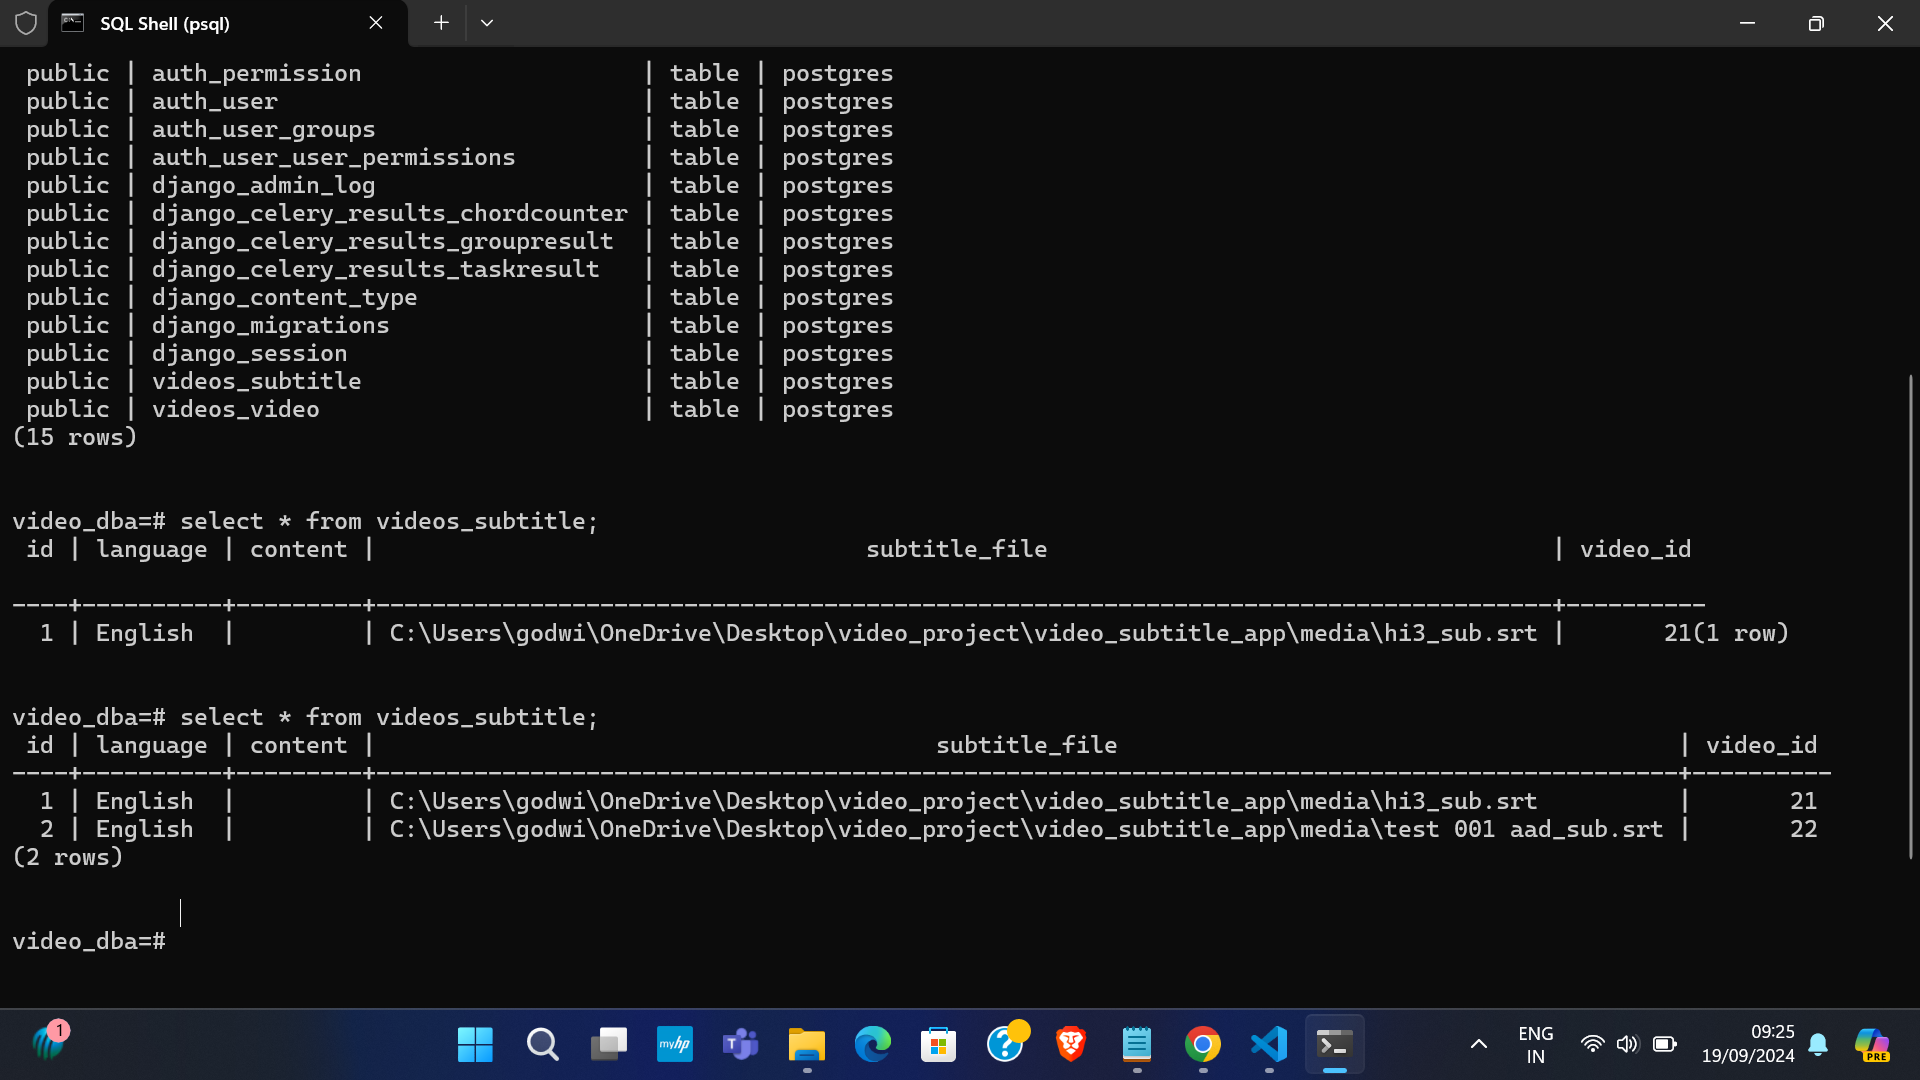 SQL Shell (psql)
public | auth_permission | table | postgres
public | auth_user | table | postgres
public | auth_user_groups | table | postgres
public | auth_user_user_permissions | table | postgres
public | django_admin_log | table | postgres
public | django_celery_results_chordcounter | table | postgres
public | django_celery_results_groupresult | table | postgres
public | django_celery_results_taskresult | table | postgres
public | django_content_type | table | postgres
public | django_migrations | table | postgres
public | django_session | table | postgres
public | videos_subtitle | table | postgres
public | videos_video | table | postgres
(15 rows)
video_dba=# select * from videos_subtitle;
id | language | content | subtitle_file | video_id
----+----------+---------+------------------------------------------------------------------------------------+----------
1 | English | | C:\Users\godwi\OneDrive\Desktop\video_project\video_subtitle_app\media\hi3_sub.srt | 21(1 row)
video_dba=# select * from videos_subtitle;
id | language | content | subtitle_file | video_id
----+----------+---------+---------------------------------------------------------------------------------------------+----------
1 | English | | C:\Users\godwi\OneDrive\Desktop\video_project\video_subtitle_app\media\hi3_sub.srt | 21
2 | English | | C:\Users\godwi\OneDrive\Desktop\video_project\video_subtitle_app\media\test 001 aad_sub.srt | 22
(2 rows)
video_dba=#
1
myhp
ENG
IN
09:25
19/09/2024
PRE